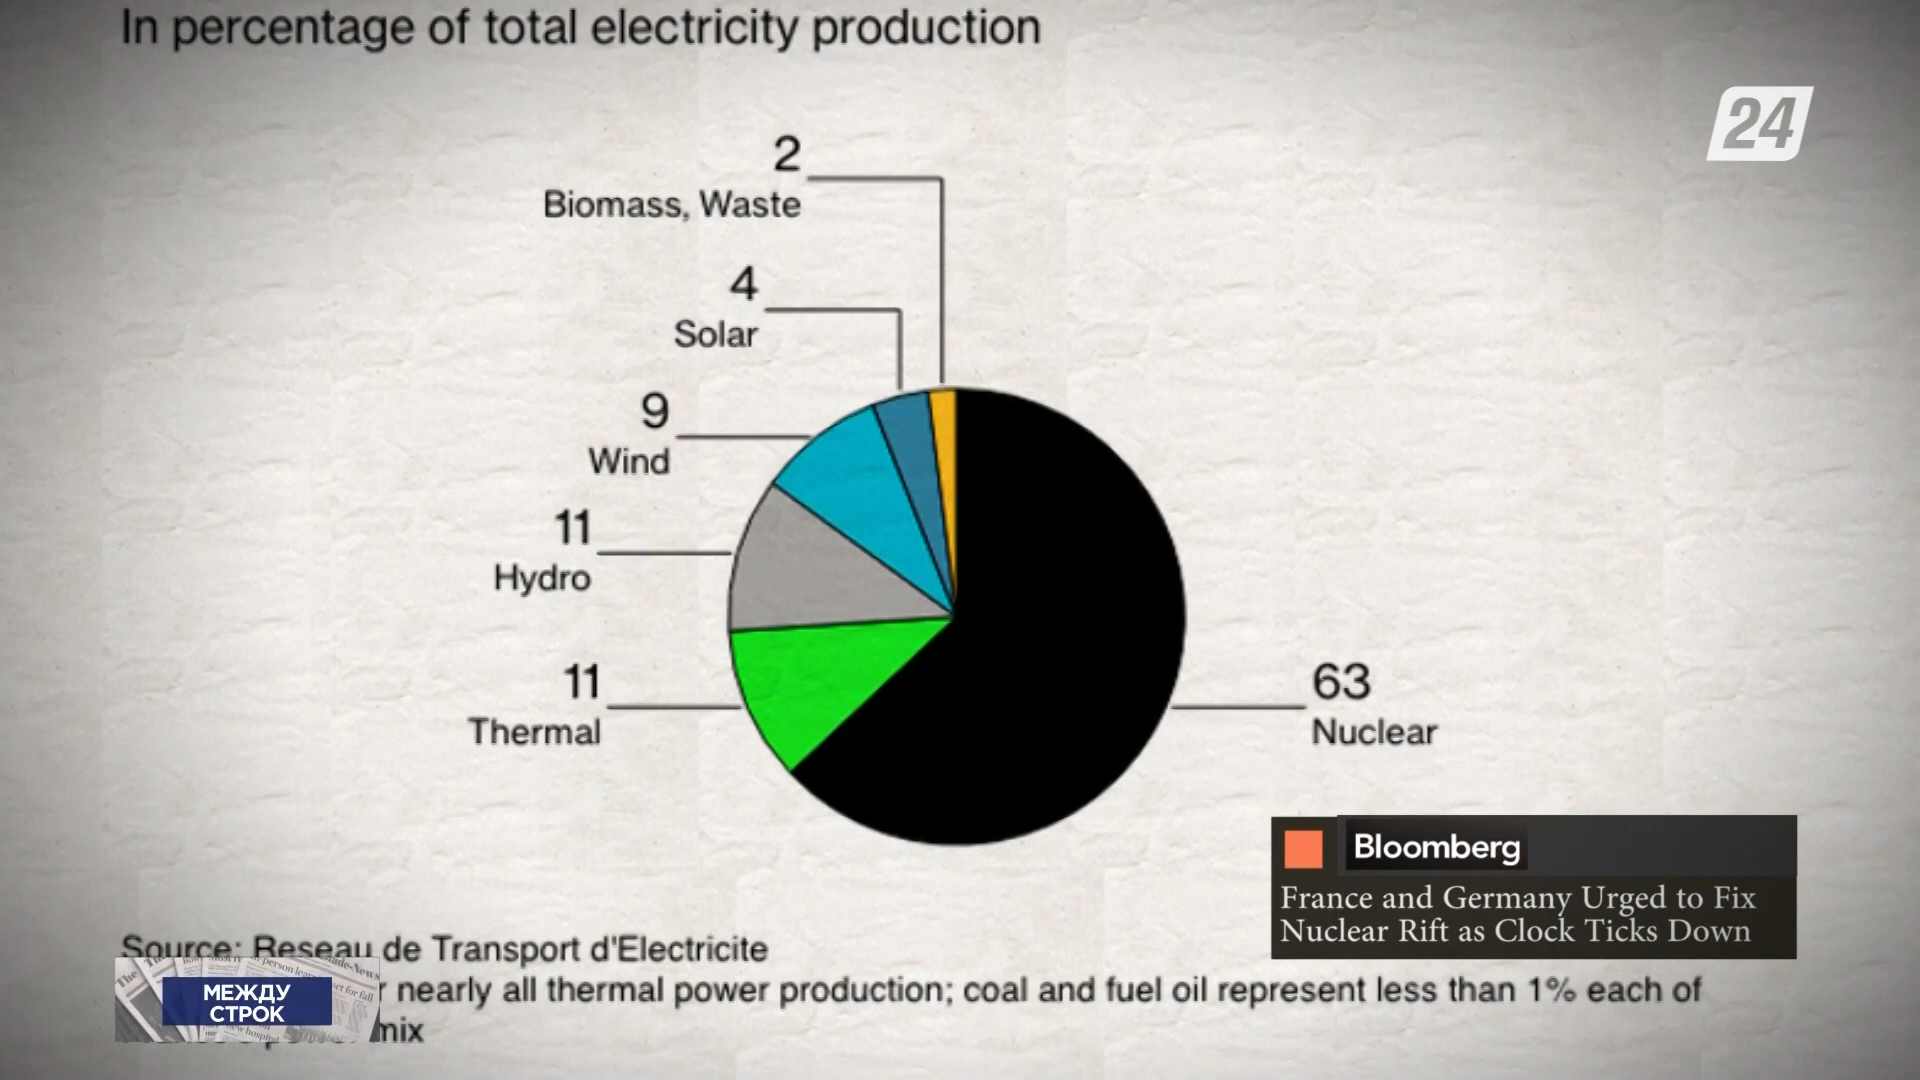 In percentage of total electricity production
24
2
Biomass, Waste
4
Solar
9
Wind
11
Hydro
11
Thermal
63
Nuclear
Bloomberg
France and Germany Urged to Fix
Nuclear Rift as Clock Ticks Down
Source: Reseau de Transport d'Electricite
nearly all thermal power production; coal and fuel oil represent less than 1% each of
mix
МЕЖДУ
СТРОК